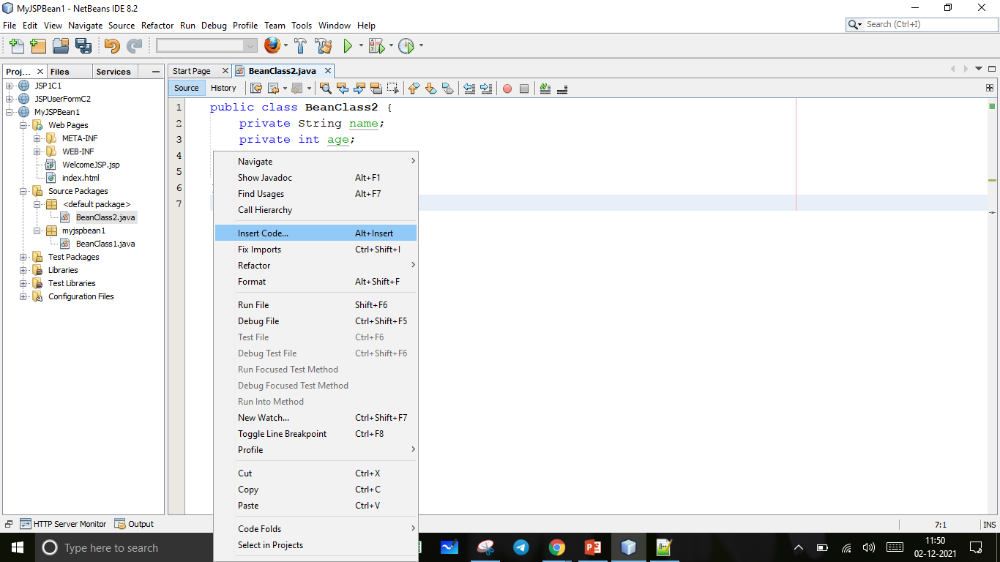 MyJSPBean1 - NetBeans IDE 8.2
File Edit View Navigate Source Refactor Run Debug Profile Team Tools Window Help
Search (Ctrl+I)
Proj... Files Services
Start Page BeanClass2.java
Source History
JSP1C1
JSPUserFormC2
MyJSPBean1
Web Pages
META-INF
WEB-INF
WelcomeJSP.jsp
index.html
Source Packages
<default package>
BeanClass2.java
myjspbean1
BeanClass1.java
Test Packages
Libraries
Test Libraries
Configuration Files
1 public class BeanClass2 {
2 private String name;
3 private int age;
4
5
6
7
Navigate
Show Javadoc Alt+F1
Find Usages Alt+F7
Call Hierarchy
Insert Code... Alt+Insert
Fix Imports Ctrl+Shift+I
Refactor
Format Alt+Shift+F
Run File Shift+F6
Debug File Ctrl+Shift+F5
Test File Ctrl+F6
Debug Test File Ctrl+Shift+F6
Run Focused Test Method
Debug Focused Test Method
Run Into Method
New Watch... Ctrl+Shift+F7
Toggle Line Breakpoint Ctrl+F8
Profile
Cut Ctrl+X
Copy Ctrl+C
Paste Ctrl+V
Code Folds
Select in Projects
HTTP Server Monitor Output
7:1 INS
Type here to search
11:50
02-12-2021